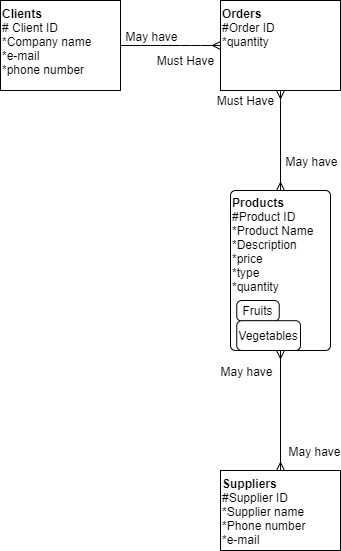 Clients
# Client ID
*Company name
*e-mail
*phone number
May have
Must Have
Orders
#Order ID
*quantity
Must Have
May have
Products
#Product ID
*Product Name
*Description
*price
*type
*quantity
Fruits
Vegetables
May have
May have
Suppliers
#Supplier ID
*Supplier name
*Phone number
*e-mail